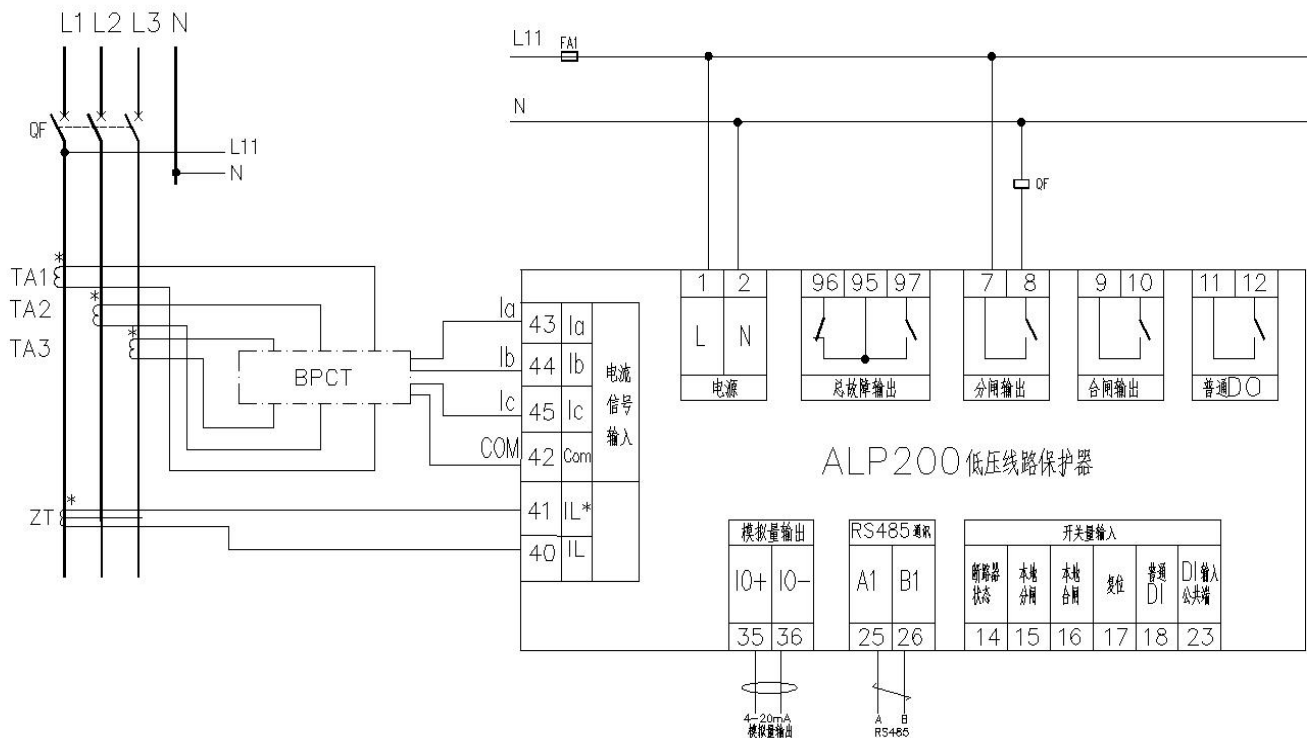 L1 L2 L3 N
QF
L11
N
TA1
TA2
TA3
*
*
*
BPCT
Ia
Ib
Ic
COM
ZT
*
L11
FA1
N
QF
43 Ia
44 Ib
45 Ic
42 Com
41 IL*
40 IL
电流
信号
输入
1 2
L N
电源
96 95 97
总故障输出
7 8
分闸输出
9 10
合闸输出
11 12
普通DO
ALP200低压线路保护器
模拟量输出
IO+ IO-
35 36
4-20mA
模拟量输出
RS485通讯
A1 B1
25 26
A B
RS485
开关量输入
断路器
状态
本地
分闸
本地
合闸
复位
普通
DI
DI输入
公共端
14 15 16 17 18 23